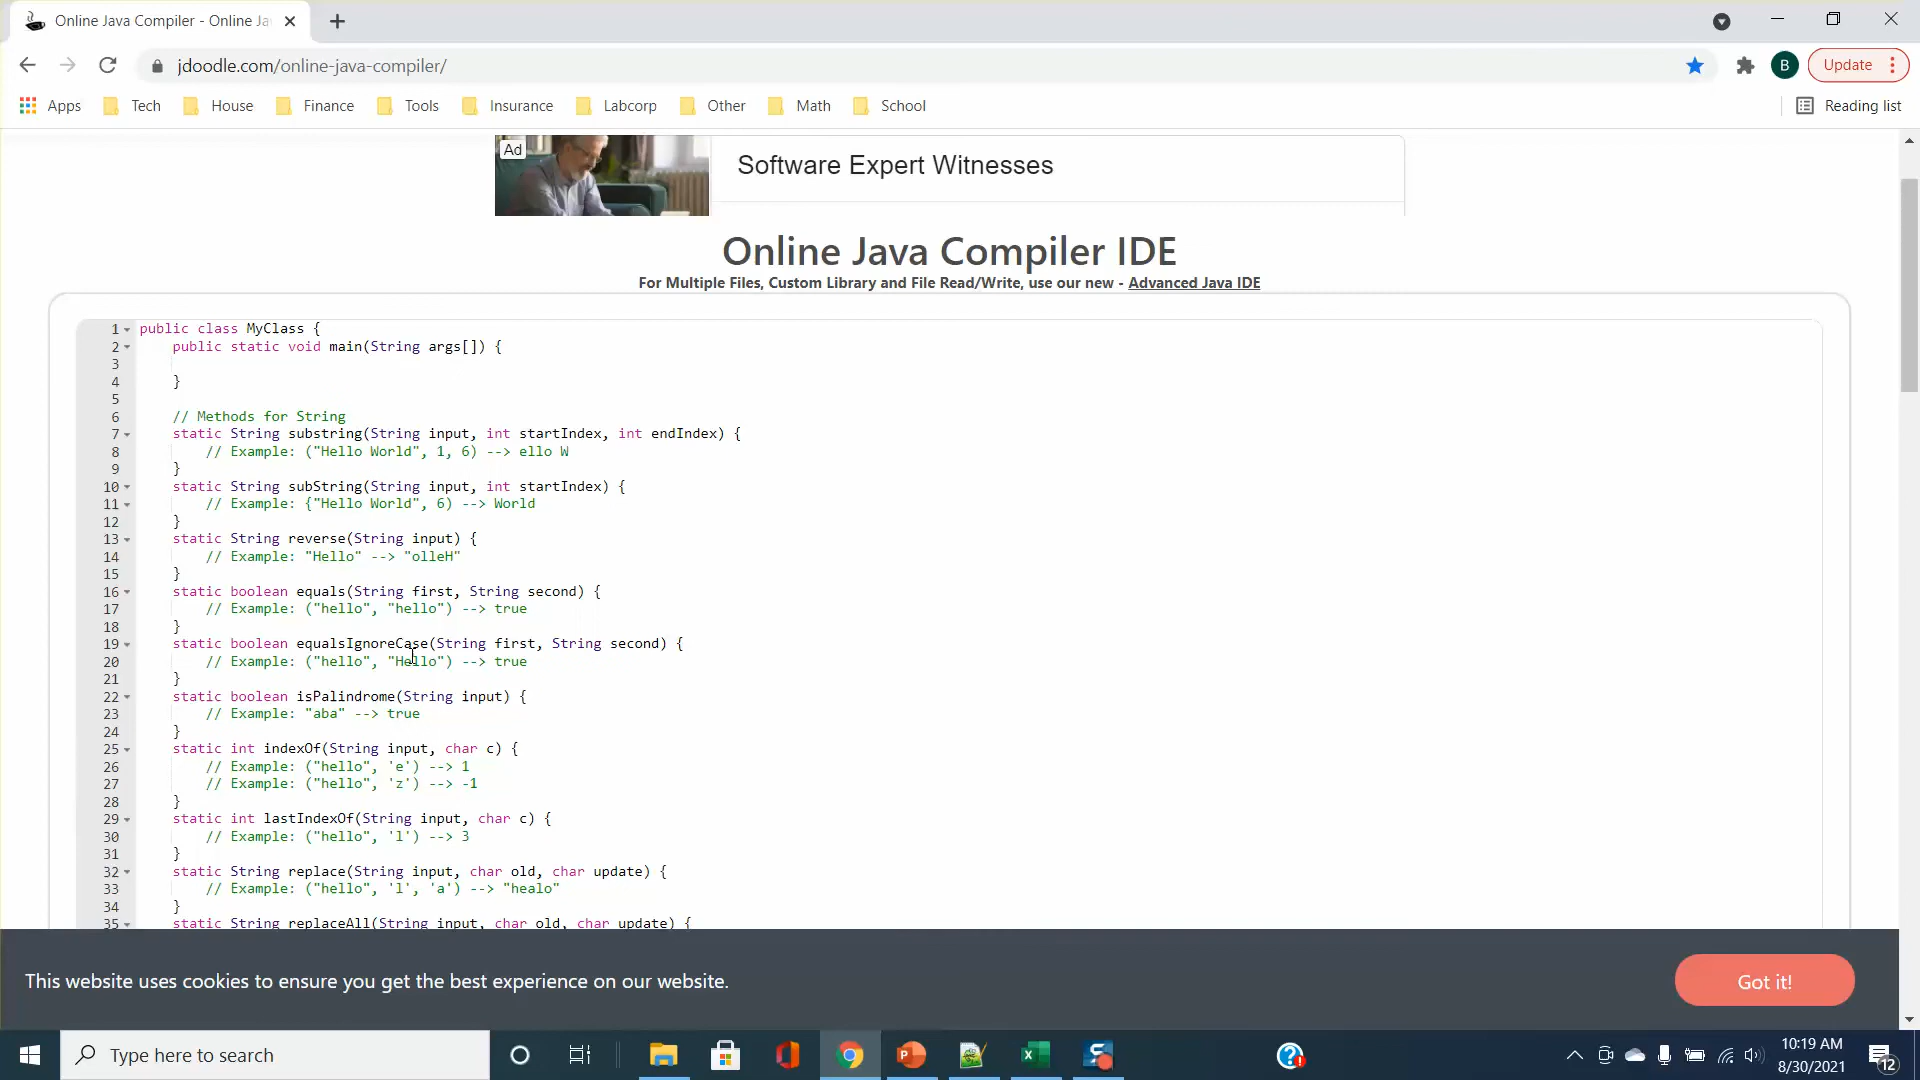 Online Java Compiler - Online Ja
jdoodle.com/online-java-compiler/
B
Update
Apps
Tech
House
Finance
Tools
Insurance
Labcorp
Other
Math
School
Reading list
Ad
Software Expert Witnesses
Online Java Compiler IDE
For Multiple Files, Custom Library and File Read/Write, use our new - Advanced Java IDE
1 public class MyClass {
2 public static void main(String args[]) {
3
4 }
5
6 // Methods for String
7 static String substring(String input, int startIndex, int endIndex) {
8 // Example: ("Hello World", 1, 6) --> ello W
9 }
10 static String subString(String input, int startIndex) {
11 // Example: {"Hello World", 6) --> World
12 }
13 static String reverse(String input) {
14 // Example: "Hello" --> "olleH"
15 }
16 static boolean equals(String first, String second) {
17 // Example: ("hello", "hello") --> true
18 }
19 static boolean equalsIgnoreCase(String first, String second) {
20 // Example: ("hello", "Hello") --> true
21 }
22 static boolean isPalindrome(String input) {
23 // Example: "aba" --> true
24 }
25 static int indexOf(String input, char c) {
26 // Example: ("hello", 'e') --> 1
27 // Example: ("hello", 'z') --> -1
28 }
29 static int lastIndexOf(String input, char c) {
30 // Example: ("hello", 'l') --> 3
31 }
32 static String replace(String input, char old, char update) {
33 // Example: ("hello", 'l', 'a') --> "healo"
34 }
35 static String replaceAll(String input, char old, char update) {
This website uses cookies to ensure you get the best experience on our website.
Got it!
Type here to search
10:19 AM
8/30/2021
12